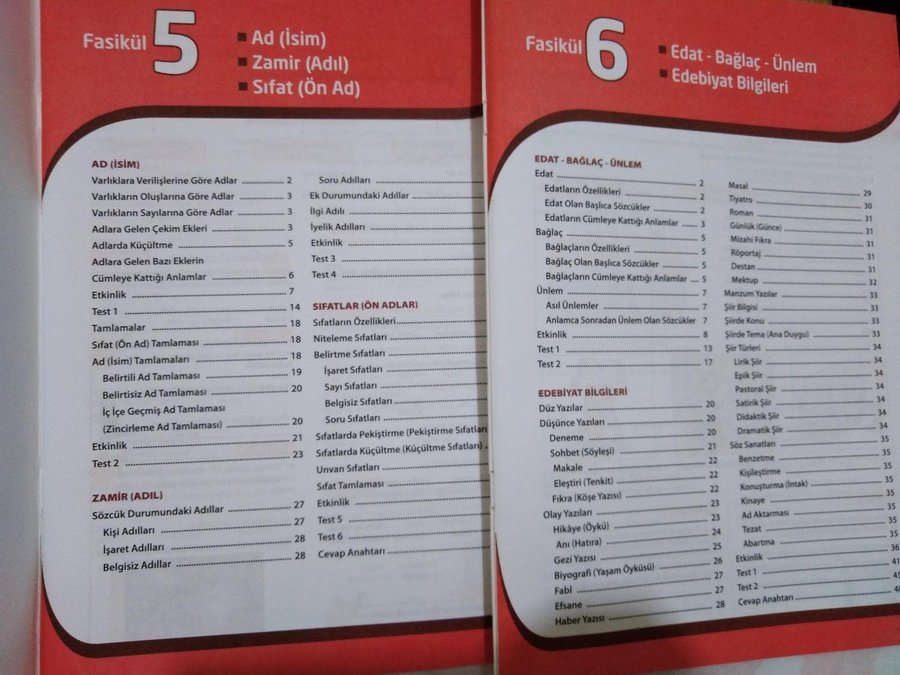 Fasikül 5
Ad (İsim)
Zamir (Adıl)
Sıfat (Ön Ad)
AD (İSİM)
Varlıklara Verilişlerine Göre Adlar 2
Varlıkların Oluşlarına Göre Adlar 3
Varlıkların Sayılarına Göre Adlar 3
Adlara Gelen Çekim Ekleri 3
Adlarda Küçültme 5
Adlara Gelen Bazı Eklerin
Cümleye Kattığı Anlamlar 6
Etkinlik 7
Test 1 14
Tamlamalar 18
Sıfat (Ön Ad) Tamlaması 18
Ad (İsim) Tamlamaları 18
Belirtili Ad Tamlaması 19
Belirtisiz Ad Tamlaması 20
İç İçe Geçmiş Ad Tamlaması
(Zincirleme Ad Tamlaması) 20
Etkinlik 21
Test 2 23
ZAMİR (ADIL)
Sözcük Durumundaki Adıllar 27
Kişi Adılları 27
İşaret Adılları 28
Belgisiz Adıllar 28
Soru Adılları
Ek Durumundaki Adıllar
İlgi Adılı
İyelik Adılları
Etkinlik
Test 3
Test 4
SIFATLAR (ÖN ADLAR)
Sıfatların Özellikleri
Niteleme Sıfatları
Belirtme Sıfatları
İşaret Sıfatları
Sayı Sıfatları
Belgisiz Sıfatlar
Soru Sıfatları
Sıfatlarda Pekiştirme (Pekiştirme Sıfatları
Sıfatlarda Küçültme (Küçültme Sıfatları)
Unvan Sıfatları
Sıfat Tamlaması
Etkinlik
Test 5
Test 6
Cevap Anahtarı
Fasikül 6
Edat - Bağlaç - Ünlem
Edebiyat Bilgileri
EDAT - BAĞLAÇ - ÜNLEM
Edat 2
Edatların Özellikleri 2
Edat Olan Başlıca Sözcükler 2
Edatların Cümleye Kattığı Anlamlar 3
Bağlaç 5
Bağlaçların Özellikleri 5
Bağlaç Olan Başlıca Sözcükler 5
Bağlaçların Cümleye Kattığı Anlamlar 5
Ünlem 7
Asıl Ünlemler 7
Anlamca Sonradan Ünlem Olan Sözcükler 7
Etkinlik 8
Test 1 13
Test 2 17
EDEBİYAT BİLGİLERİ
Düz Yazılar 20
Düşünce Yazıları 20
Deneme 20
Sohbet (Söyleşi) 21
Makale 22
Eleştiri (Tenkit) 22
Fıkra (Köşe Yazısı) 22
Olay Yazıları 23
Hikâye (Öykü) 23
Anı (Hatıra) 24
Gezi Yazısı 25
Biyografi (Yaşam Öyküsü) 26
Fabl 27
Efsane 27
Haber Yazısı 28
Masal 29
Tiyatro 30
Roman 31
Günlük (Günce) 31
Mizahi Fıkra 31
Röportaj 31
Destan 31
Mektup 32
Manzum Yazılar 33
Şiir Bilgisi 33
Şiirde Konu 33
Şiirde Tema (Ana Duygu) 33
Şiir Türleri 34
Lirik Şiir 34
Epik Şiir 34
Pastoral Şiir 34
Satirik Şiir 34
Didaktik Şiir 34
Dramatik Şiir 34
Söz Sanatları 35
Benzetme 35
Kişileştirme 35
Konuşturma (İntak) 35
Kinaye 35
Ad Aktarması 35
Tezat 35
Abartma 35
Etkinlik 36
Test 1 41
Test 2 45
Cevap Anahtarı